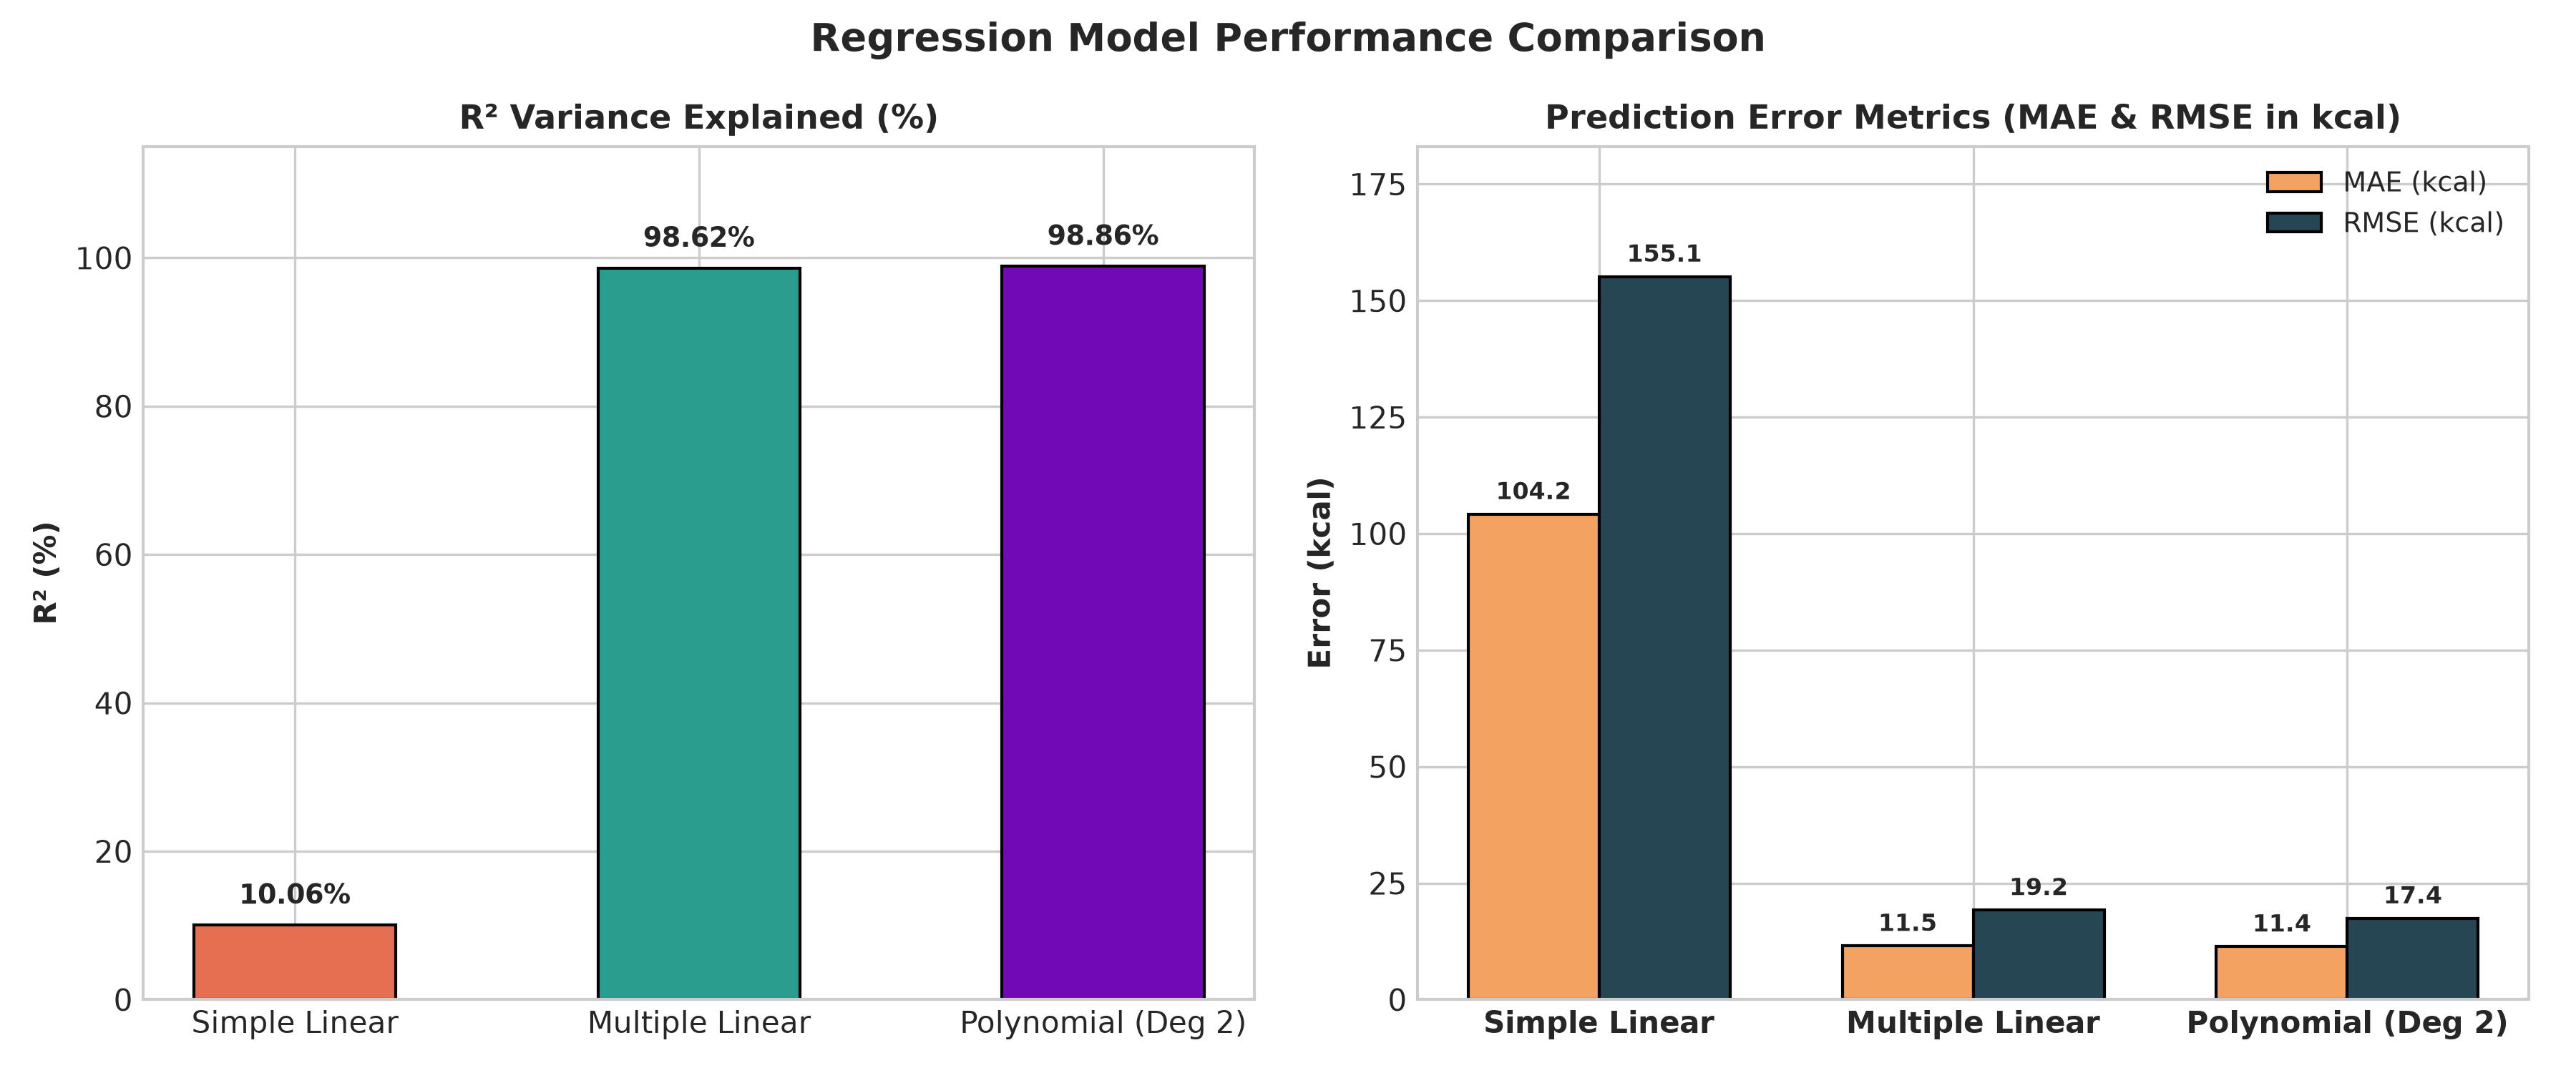 Regression Model Performance Comparison
R² Variance Explained (%)
R² (%)
100
80
60
40
20
0
10.06%
98.62%
98.86%
Simple Linear
Multiple Linear
Polynomial (Deg 2)
Prediction Error Metrics (MAE & RMSE in kcal)
Error (kcal)
175
150
125
100
75
50
25
0
MAE (kcal)
RMSE (kcal)
104.2
155.1
11.5
19.2
11.4
17.4
Simple Linear
Multiple Linear
Polynomial (Deg 2)